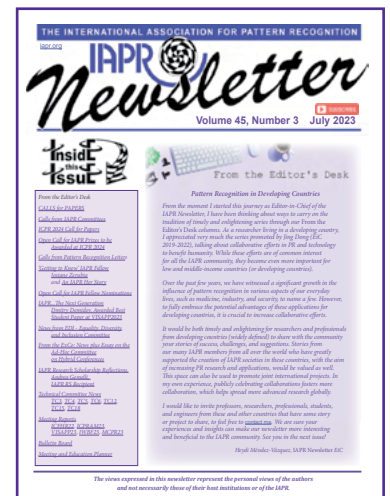 THE INTERNATIONAL ASSOCIATION FOR PATTERN RECOGNITION
iapr.org
IAPR
Newsletter
SUBSCRIBE
Volume 45, Number 3 July 2023
Inside
this
Issue
From the Editor's Desk
CALLS for PAPERS
Calls from IAPR Committees
ICPR 2024 Call for Papers
Open Call for IAPR Prizes to be
Awarded at ICPR 2024
Calls from Pattern Recognition Letters
'Getting to Know' IAPR Fellow
Josiane Zerubia
and An IAPR Her Story
Open Call for IAPR Fellow Nominations
IAPR...The Next Generation
Dmitry Demidov, Awarded Best
Student Paper at VISAPP2023
News from EDI - Equality, Diversity,
and Inclusion Committee
From the ExCo: News plus Essay on the
Ad-Hoc Committee
on Hybrid Conferences
IAPR Research Scholarship Reflections,
IAPR RS Recipient
Technical Committee News
TC3, TC4, TC5, TC6, TC12,
TC15, TC18
Meeting Reports
ICPRAM23,
VISAPP23, IWBF23, MCPR23
Bulletin Board
Meeting and Education Planner
From the Editor's Desk
Pattern Recognition in Developing Countries
From the moment I started this journey as Editor-in-Chief of the
IAPR Newsletter, I have been thinking about ways to carry on the
tradition of timely and enlightening series through our From the
Editor's Desk columns. As a researcher living in a developing country,
I appreciated very much the series promoted by Jing Dong (EiC
2019-2022), talking about collaborative efforts in PR and technology
to benefit humanity. While these efforts are of common interest
for all the IAPR community, they become even more important for
low and middle-income countries (or developing countries).
Over the past few years, we have witnessed a significant growth in the
influence of pattern recognition in various aspects of our everyday
lives, such as medicine, industry, and security, to name a few. However,
to fully embrace the potential advantages of these applications for
developing countries, it is crucial to increase collaborative efforts.
It would be both timely and enlightening for researchers and professionals
from developing countries (widely defined) to share with the community
your stories of success, challenges, and suggestions. Stories from
our many IAPR members from all over the world who have greatly
supported the creation of IAPR societies in these countries, with the aim
of increasing PR research and applications, would be valued as well.
This space can also be used to promote joint international projects. In
my own experience, publicly celebrating collaborations fosters more
collaboration, which helps spread more advanced research globally.
I would like to invite professors, researchers, professionals, students,
and engineers from these and other countries that have some story
or project to share, to feel free to contact me. We are sure your
experiences and insights can make our newsletter more interesting
and beneficial to the IAPR community. See you in the next issue!
Heydi Méndez-Vázquez, IAPR Newsletter EiC
The views expressed in this newsletter represent the personal views of the authors
and not necessarily those of their host institutions or of the IAPR.